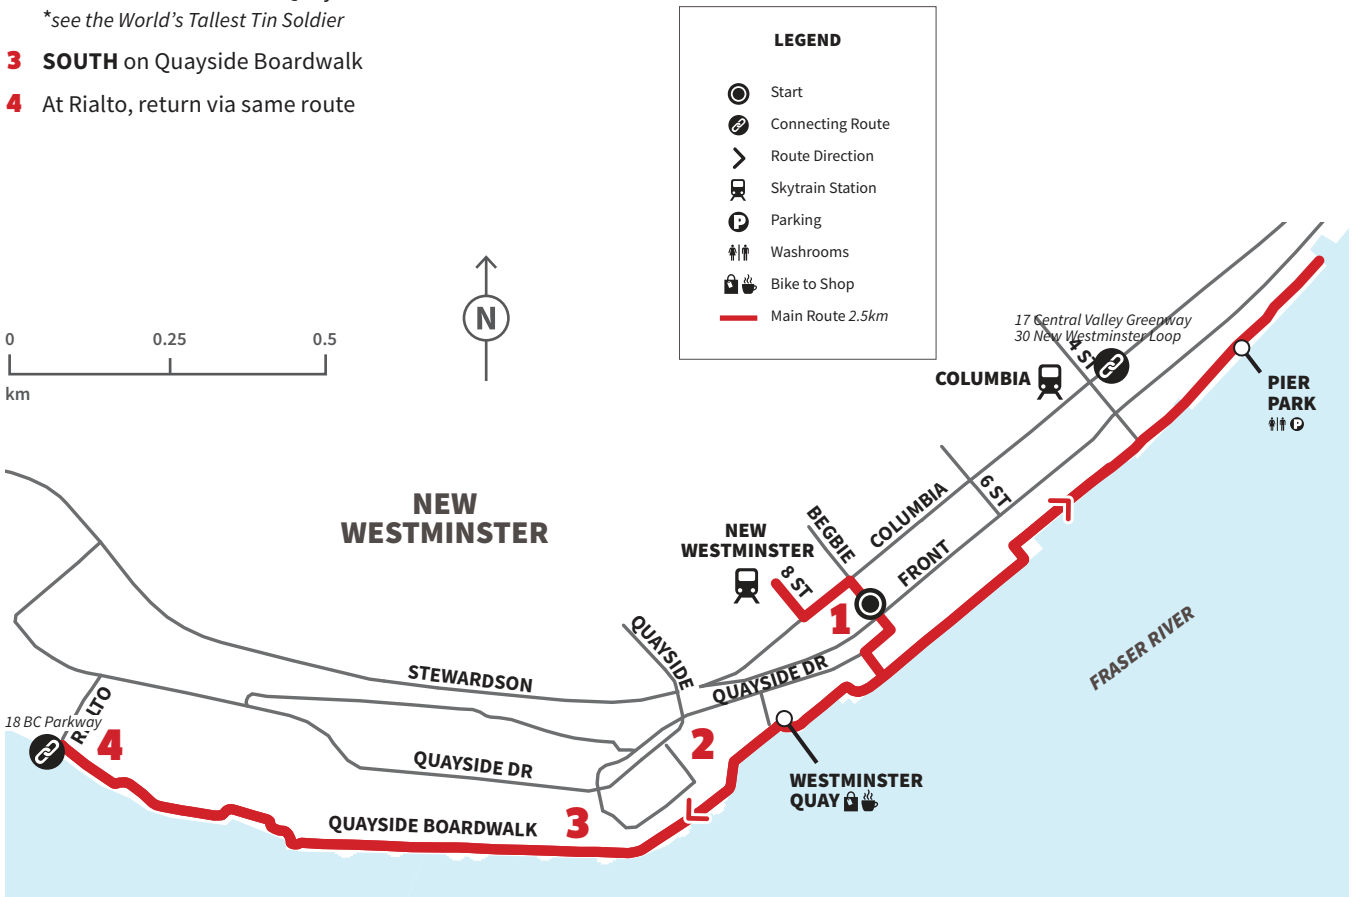 *see the World's Tallest Tin Soldier
3 SOUTH on Quayside Boardwalk
4 At Rialto, return via same route
LEGEND
Start
Connecting Route
Route Direction
Skytrain Station
P Parking
Washrooms
Bike to Shop
Main Route 2.5km
0 0.25 0.5
km
N
17 Central Valley Greenway
30 New Westminster Loop
4 ST
COLUMBIA
PIER
PARK
P
NEW
WESTMINSTER
6 ST
COLUMBIA
BEGBIE
FRONT
NEW
WESTMINSTER
8 ST
1
FRASER RIVER
QUAYSIDE
STEWARDSON
QUAYSIDE DR
18 BC Parkway
4
2
QUAYSIDE DR
WESTMINSTER
QUAY
3
QUAYSIDE BOARDWALK